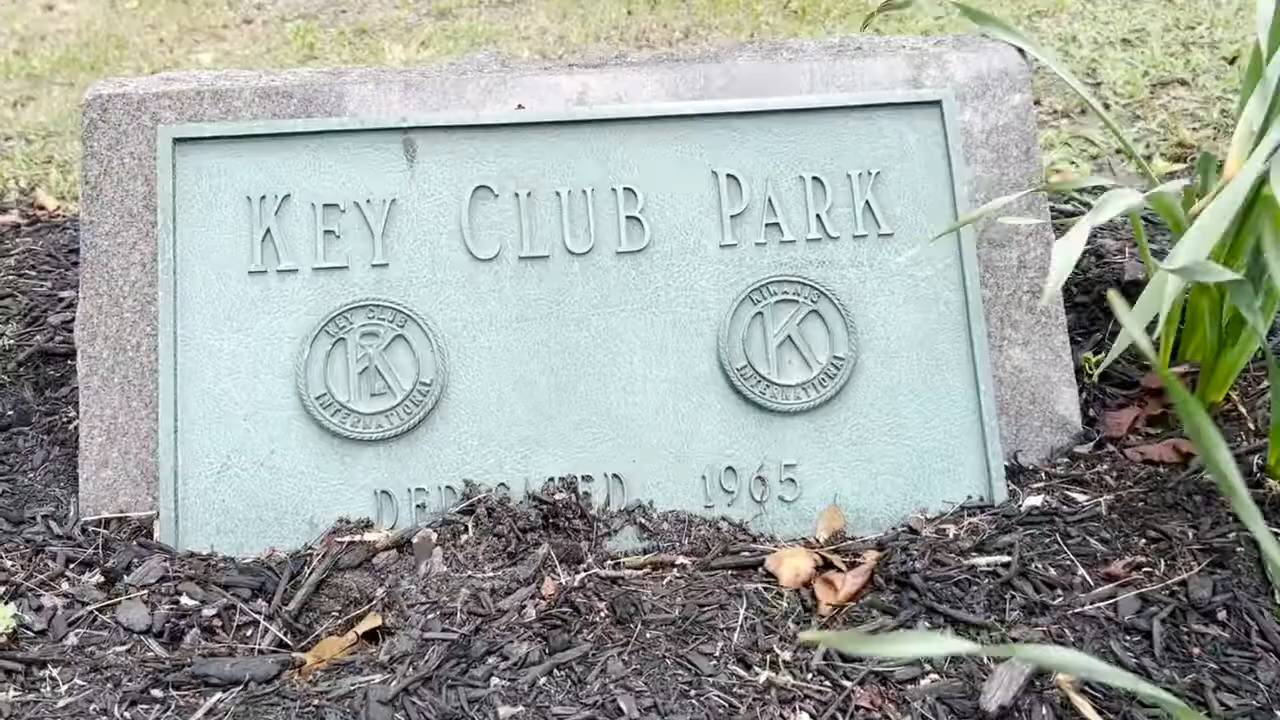 KEY CLUB PARK
KEY CLUB
INTERNATIONAL
KIWANIS
K
INTERNATIONAL
1965